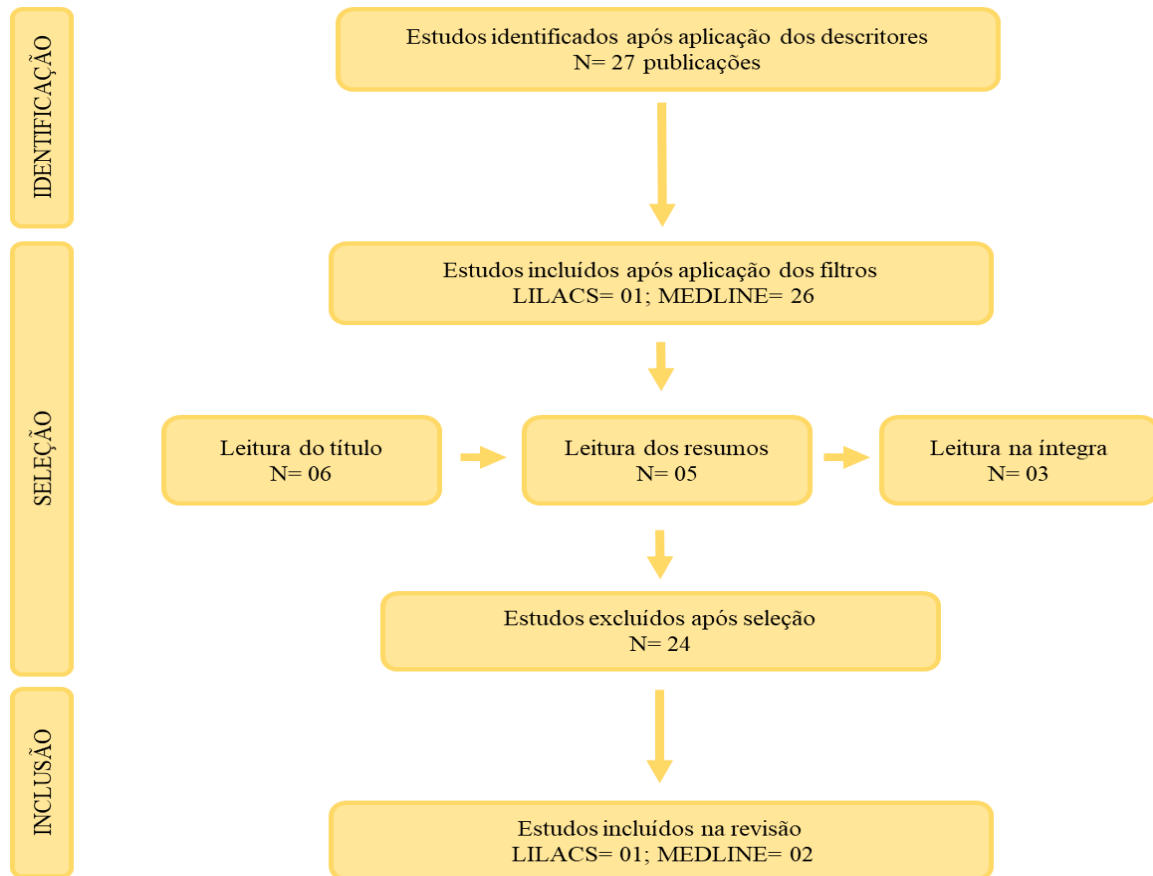 IDENTIFICAÇÃO
Estudos identificados após aplicação dos descritores
N= 27 publicações
SELEÇÃO
Estudos incluídos após aplicação dos filtros
LILACS= 01; MEDLINE= 26
Leitura do título
N= 06
Leitura dos resumos
N= 05
Leitura na íntegra
N= 03
Estudos excluídos após seleção
N= 24
INCLUSÃO
Estudos incluídos na revisão
LILACS= 01; MEDLINE= 02